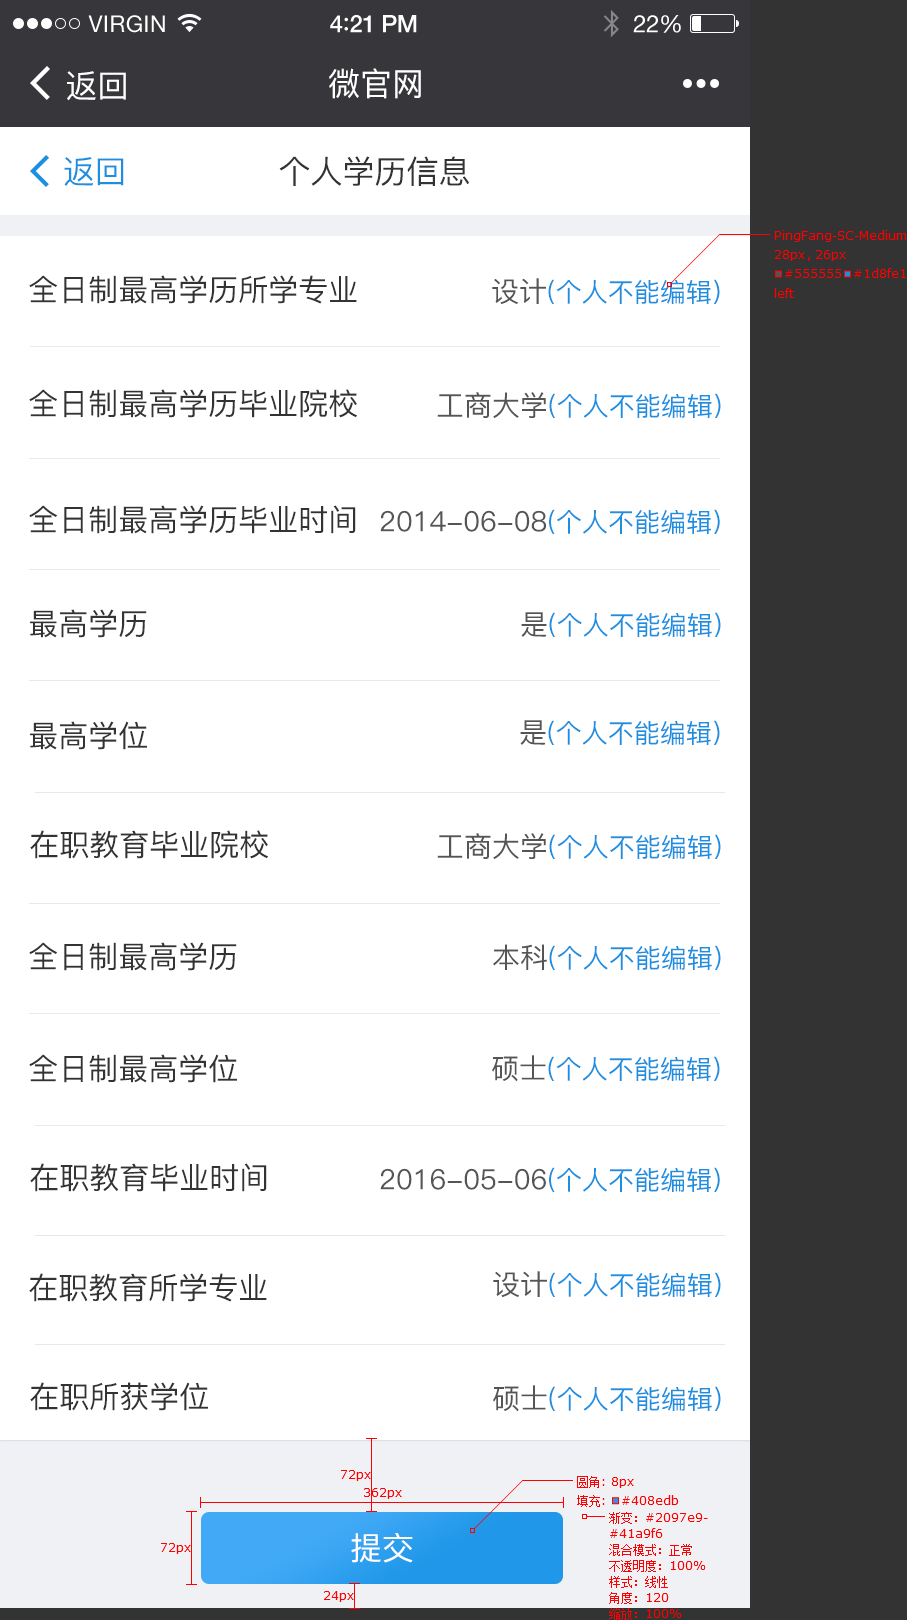 VIRGIN 4:21 PM 22%
返回 微官网
返回 个人学历信息
PingFang-SC-Medium
28px, 26px
#555555 #1d8fe1
left
全日制最高学历所学专业 设计(个人不能编辑)
全日制最高学历毕业院校 工商大学(个人不能编辑)
全日制最高学历毕业时间 2014-06-08(个人不能编辑)
最高学历 是(个人不能编辑)
最高学位 是(个人不能编辑)
在职教育毕业院校 工商大学(个人不能编辑)
全日制最高学历 本科(个人不能编辑)
全日制最高学位 硕士(个人不能编辑)
在职教育毕业时间 2016-05-06(个人不能编辑)
在职教育所学专业 设计(个人不能编辑)
在职所获学位 硕士(个人不能编辑)
72px
362px
72px
提交
24px
圆角: 8px
填充: #408edb
渐变: #2097e9-
#41a9f6
混合模式: 正常
不透明度: 100%
样式: 线性
角度: 120
缩放: 100%